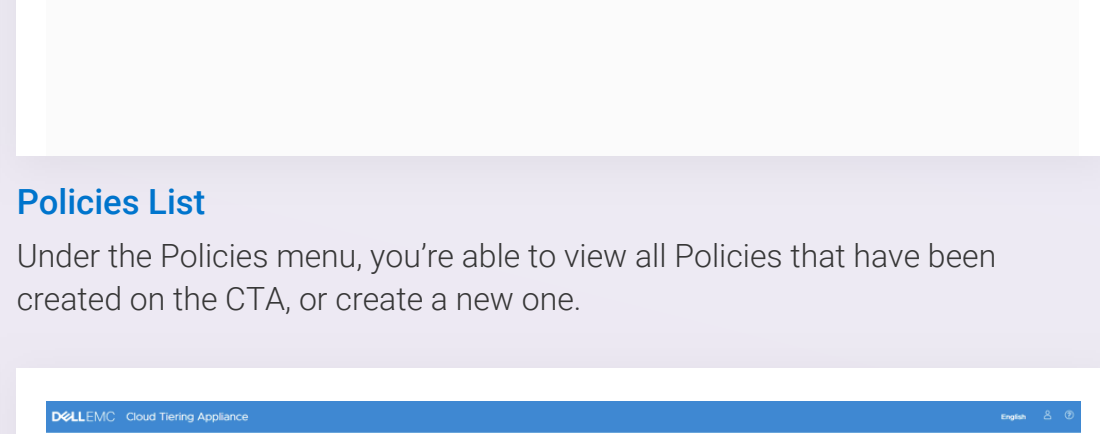 Policies List
Under the Policies menu, you’re able to view all Policies that have been
created on the CTA, or create a new one.
DELLEMC Cloud Tiering Appliance English